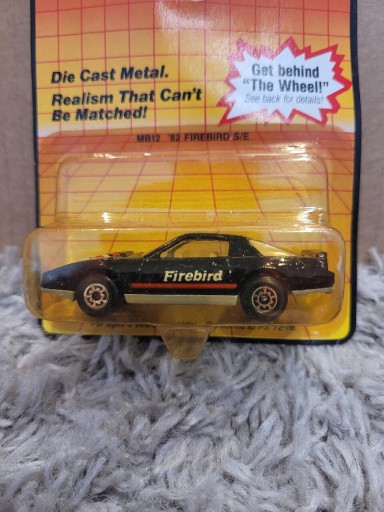 Die Cast Metal.
Realism That Can't
Be Matched!
Get behind
"The Wheel!"
See back for details!
MB12 '82 FIREBIRD S/E
Firebird